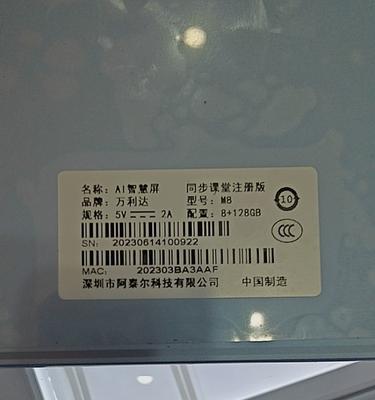 名称: AI智慧屏 同步课堂注册版
品牌: 万利达 型号: M8 10
规格: 5V 2A 配置: 8+128GB
SN: 20230614100922
MAC: 202303BA3AAF
深圳市阿泰尔科技有限公司 中国制造